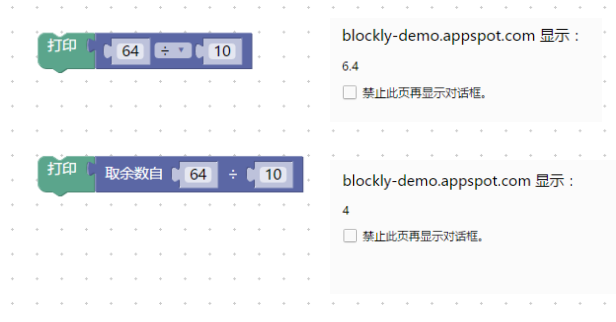 打印 64 ÷ 10
blockly-demo.appspot.com 显示：
6.4
禁止此页再显示对话框。
打印 取余数自 64 ÷ 10
blockly-demo.appspot.com 显示：
4
禁止此页再显示对话框。